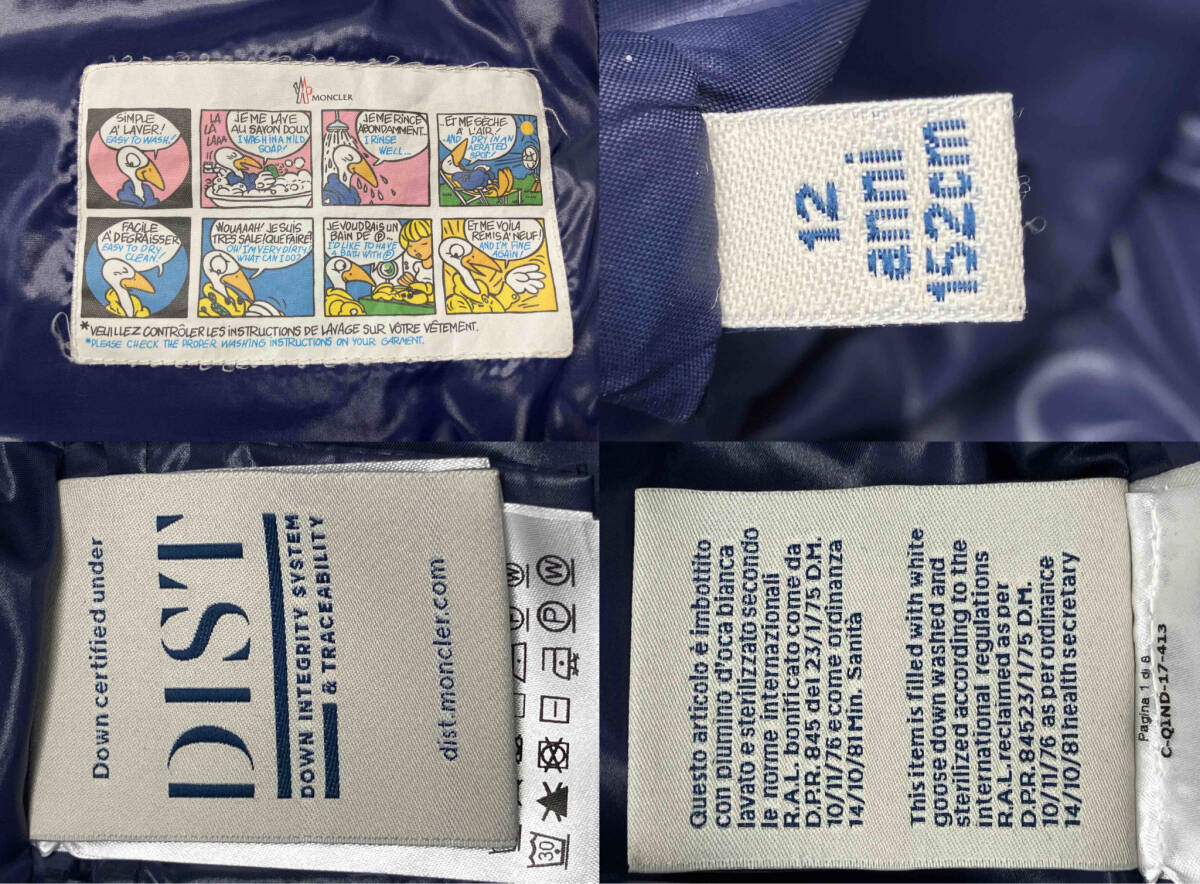 MONCLER
SIMPLE
A' LAVER!
EASY TO WASH!
LA
LA
LAAA
JE ME LAVE
AU SAVON DOUX
I WASH IN A MILD
SOAP!
JE ME RINCE
ABONDAMMENT...
I RINSE
WELL...
...ET ME SÈCHE
À L'AIR!
AND DRY IN AN
AERATED
SPOT!
FACILE
A' DEGRAISSER
EASY TO DRY
CLEAN!
WOUAAAH! JE SUIS
TRES SALE! QUE FAIRE?
OH! I'M VERY DIRTY!
WHAT CAN I DO?
JE VOUDRAIS UN
BAIN DE Ⓟ...
I'D LIKE TO HAVE
A BATH WITH Ⓟ
ET ME VOILA
REMIS A' NEUF!
AND I'M FINE
AGAIN!
*VEUILLEZ CONTRÔLER LES INSTRUCTIONS DE LAVAGE SUR VÔTRE VÊTEMENT.
*PLEASE CHECK THE PROPER WASHING INSTRUCTIONS ON YOUR GARMENT.
12
anni
152cm
Down certified under
DIST
DOWN INTEGRITY SYSTEM
& TRACEABILITY
dist.moncler.com
W
W
P
30
Questo articolo è imbottito
con piumino d'oca bianca
lavato e sterilizzato secondo
le norme internazionali
R.A.L. bonificato come da
D.P.R. 845 del 23/1/75 D.M.
10/11/76 e come ordinanza
14/10/81 Min. Sanità
This item is filled with white
goose down washed and
sterilized according to the
international regulations
R.A.L. reclaimed as per
D.P.R. 845 23/1/75 D.M.
10/11/76 as per ordinance
14/10/81 health secretary
Pagina 1 di 8
C-QIND-17-413